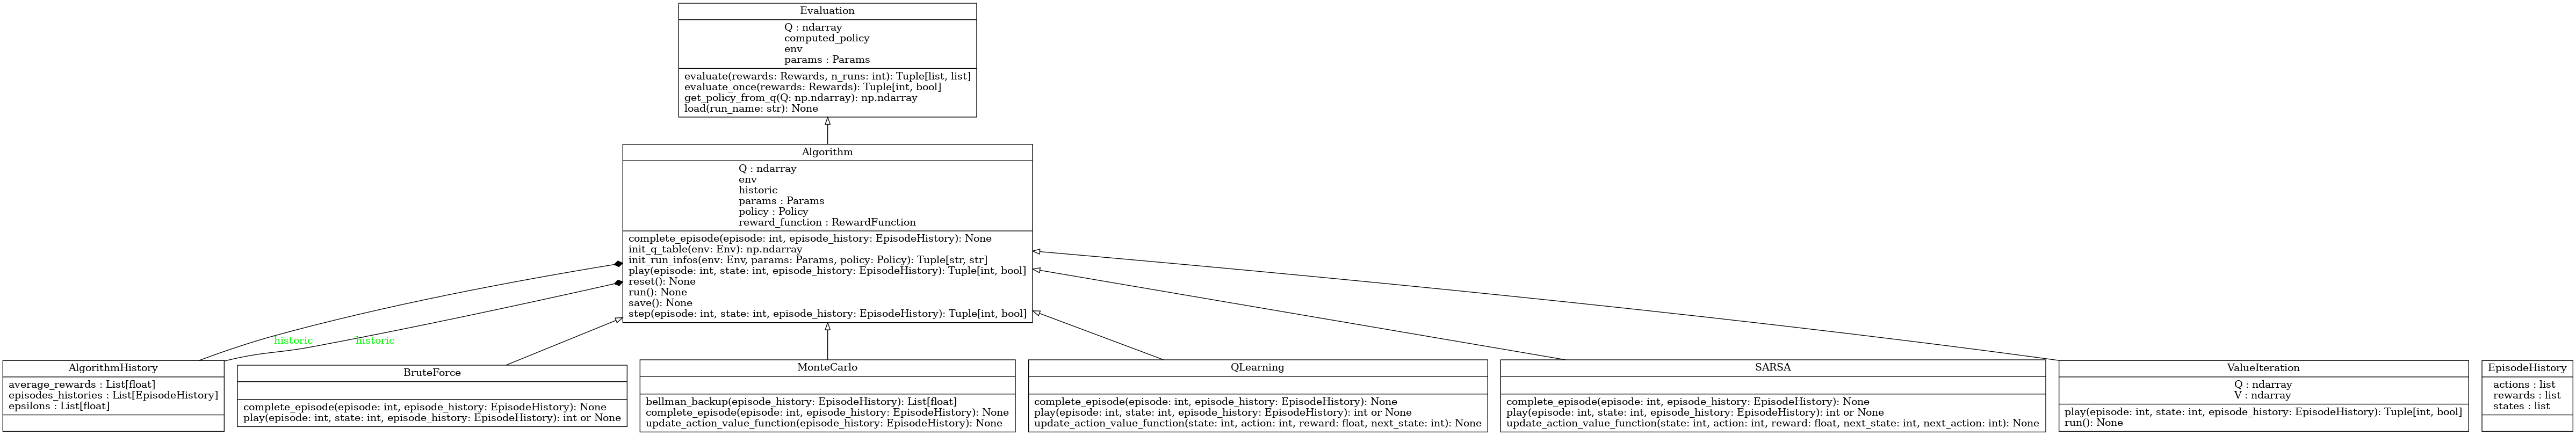 Evaluation
Q : ndarray
computed_policy
env
params : Params
evaluate(rewards: Rewards, n_runs: int): Tuple[list, list]
evaluate_once(rewards: Rewards): Tuple[int, bool]
get_policy_from_q(Q: np.ndarray): np.ndarray
load(run_name: str): None
Algorithm
Q : ndarray
env
historic
params : Params
policy : Policy
reward_function : RewardFunction
complete_episode(episode: int, episode_history: EpisodeHistory): None
init_q_table(env: Env): np.ndarray
init_run_infos(env: Env, params: Params, policy: Policy): Tuple[str, str]
play(episode: int, state: int, episode_history: EpisodeHistory): Tuple[int, bool]
reset(): None
run(): None
save(): None
step(episode: int, state: int, episode_history: EpisodeHistory): Tuple[int, bool]
historic
historic
AlgorithmHistory
average_rewards : List[float]
episodes_histories : List[EpisodeHistory]
epsilons : List[float]
BruteForce
complete_episode(episode: int, episode_history: EpisodeHistory): None
play(episode: int, state: int, episode_history: EpisodeHistory): int or None
MonteCarlo
bellman_backup(episode_history: EpisodeHistory): List[float]
complete_episode(episode: int, episode_history: EpisodeHistory): None
update_action_value_function(episode_history: EpisodeHistory): None
QLearning
complete_episode(episode: int, episode_history: EpisodeHistory): None
play(episode: int, state: int, episode_history: EpisodeHistory): int or None
update_action_value_function(state: int, action: int, reward: float, next_state: int): None
SARSA
complete_episode(episode: int, episode_history: EpisodeHistory): None
play(episode: int, state: int, episode_history: EpisodeHistory): int or None
update_action_value_function(state: int, action: int, reward: float, next_state: int, next_action: int): None
ValueIteration
Q : ndarray
V : ndarray
play(episode: int, state: int, episode_history: EpisodeHistory): Tuple[int, bool]
run(): None
EpisodeHistory
actions : list
rewards : list
states : list